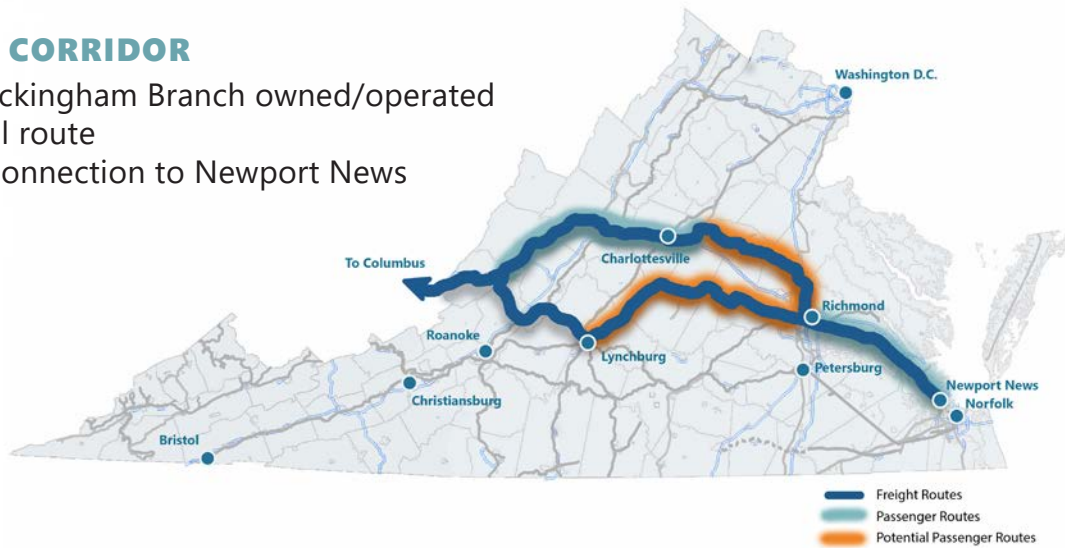 CORRIDOR
ckingham Branch owned/operated
l route
onnection to Newport News
Washington D.C.
Charlottesville
To Columbus
Richmond
Roanoke
Lynchburg
Petersburg
Christiansburg
Newport News
Norfolk
Bristol
Freight Routes
Passenger Routes
Potential Passenger Routes